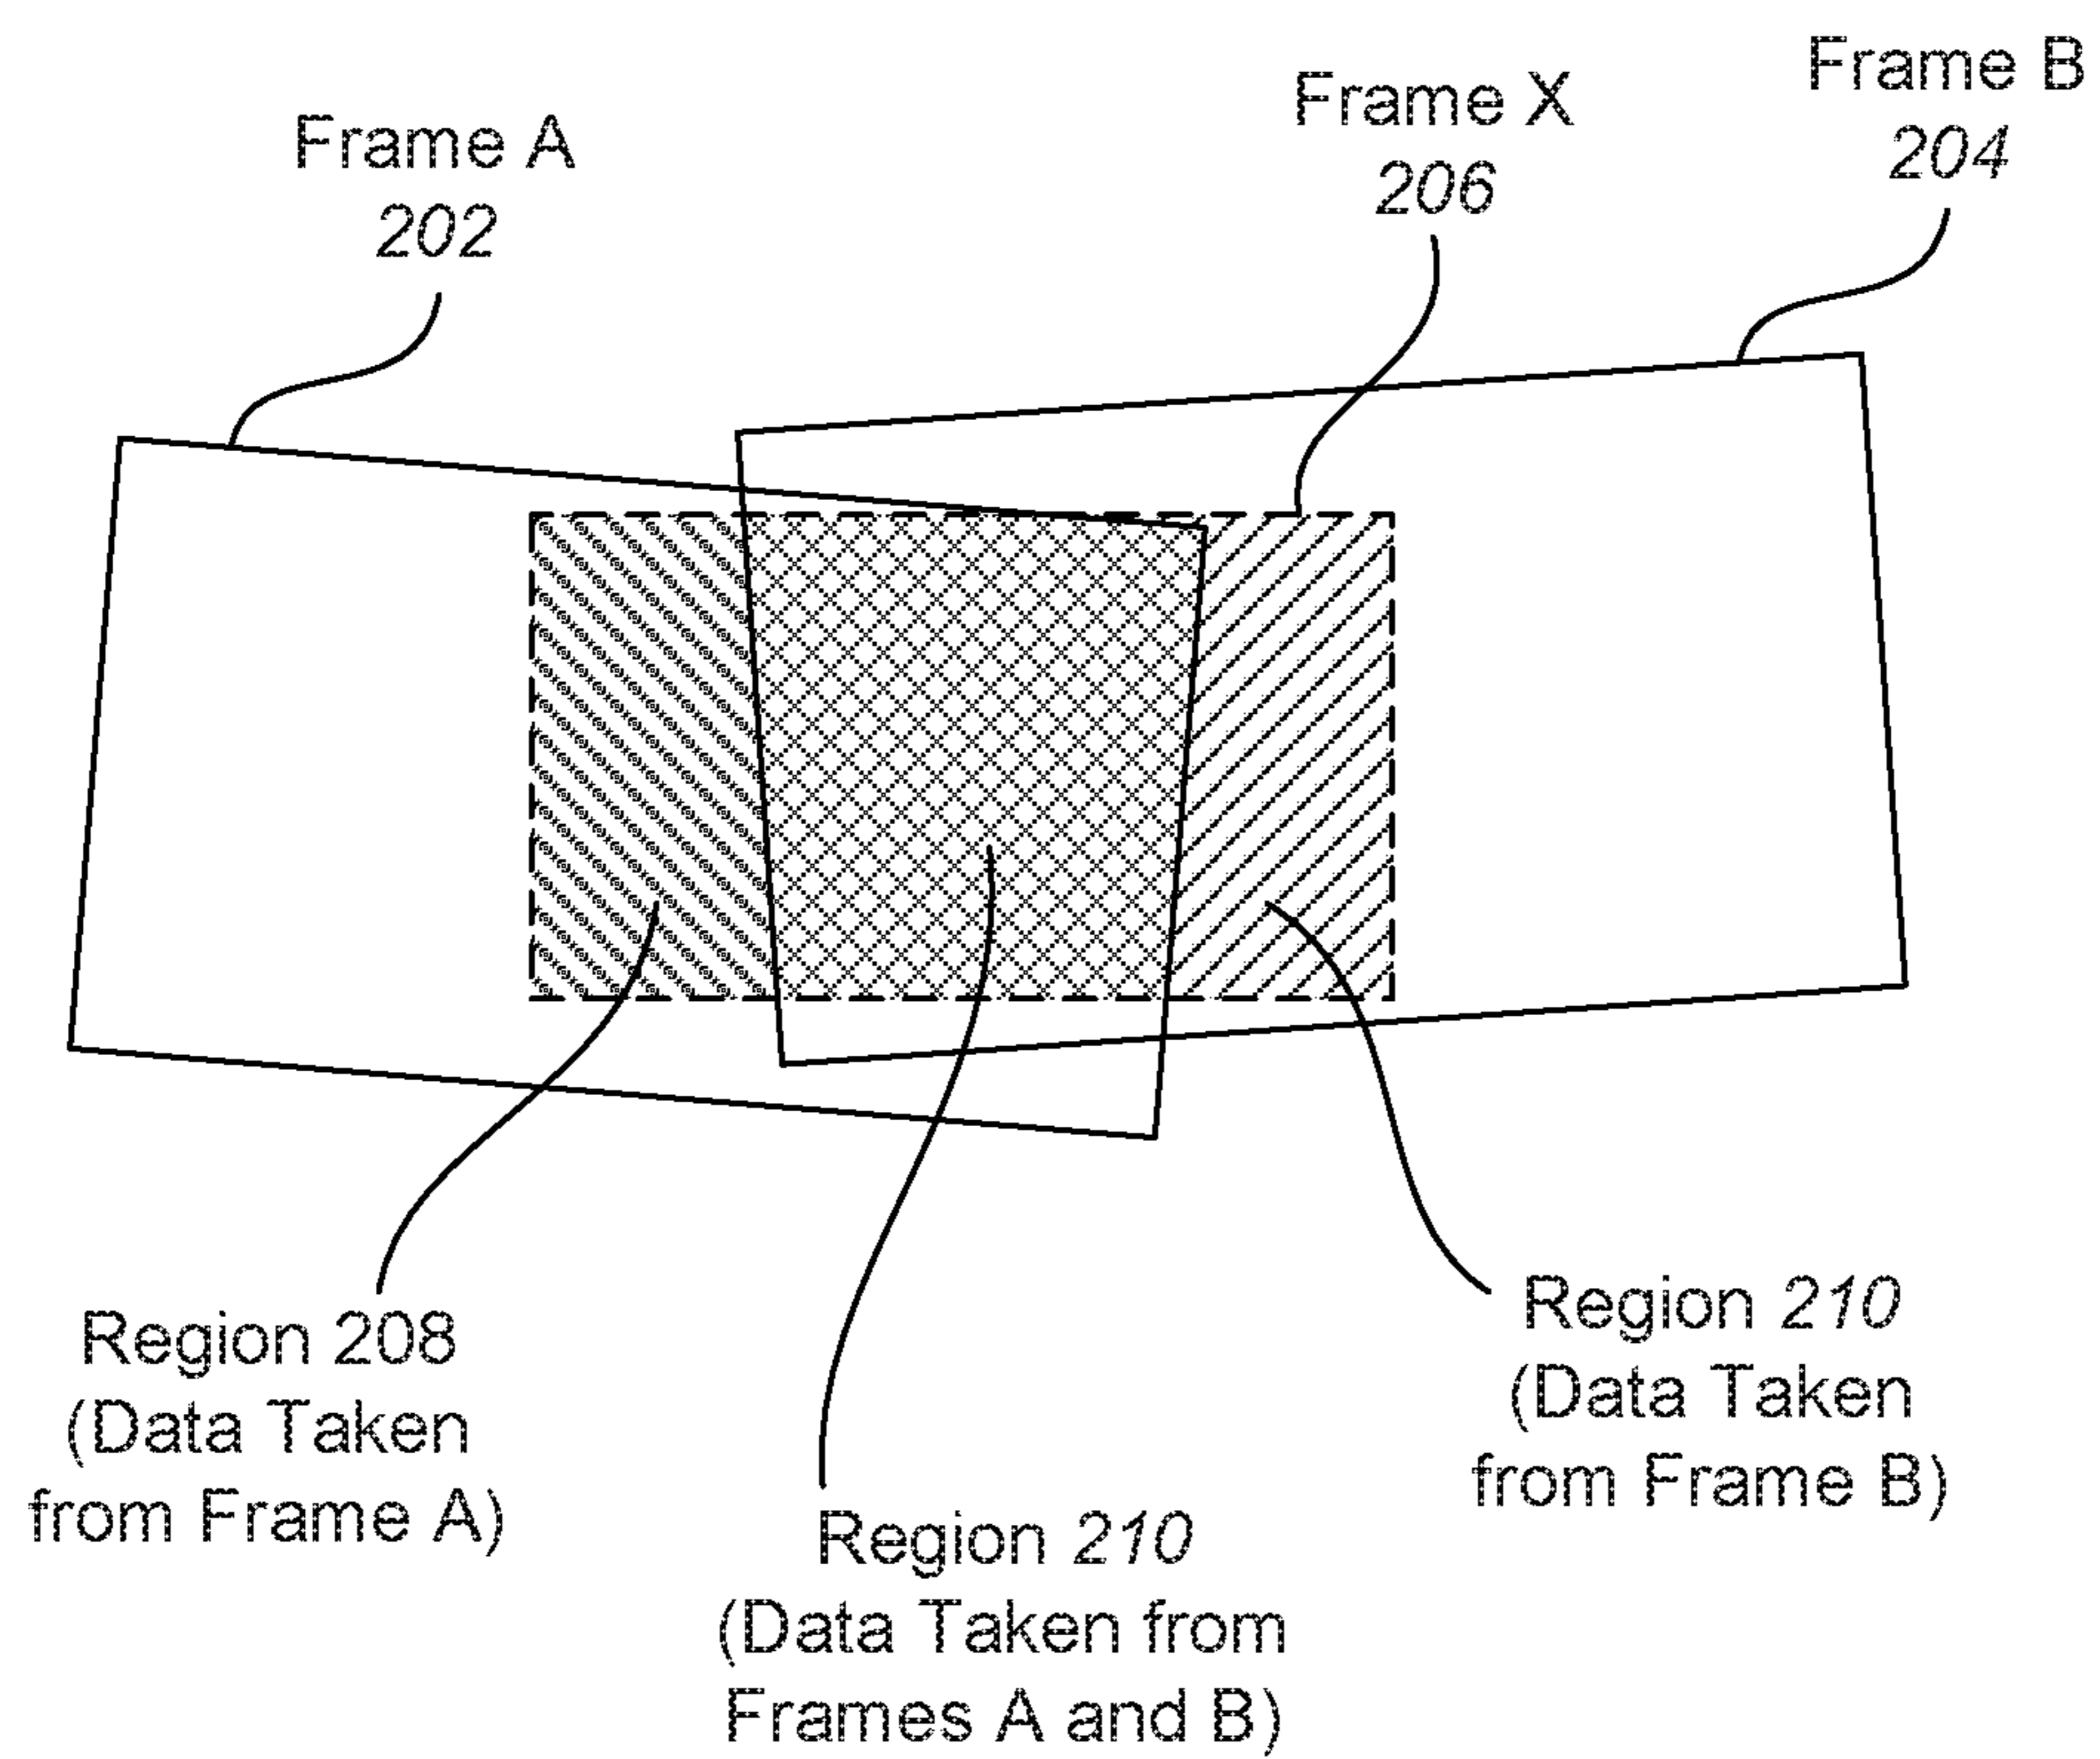 Frame A
202
Frame X
206
Frame B
204
Region 208
(Data Taken
from Frame A)
Region 210
(Data Taken from
Frames A and B)
Region 210
(Data Taken
from Frame B)